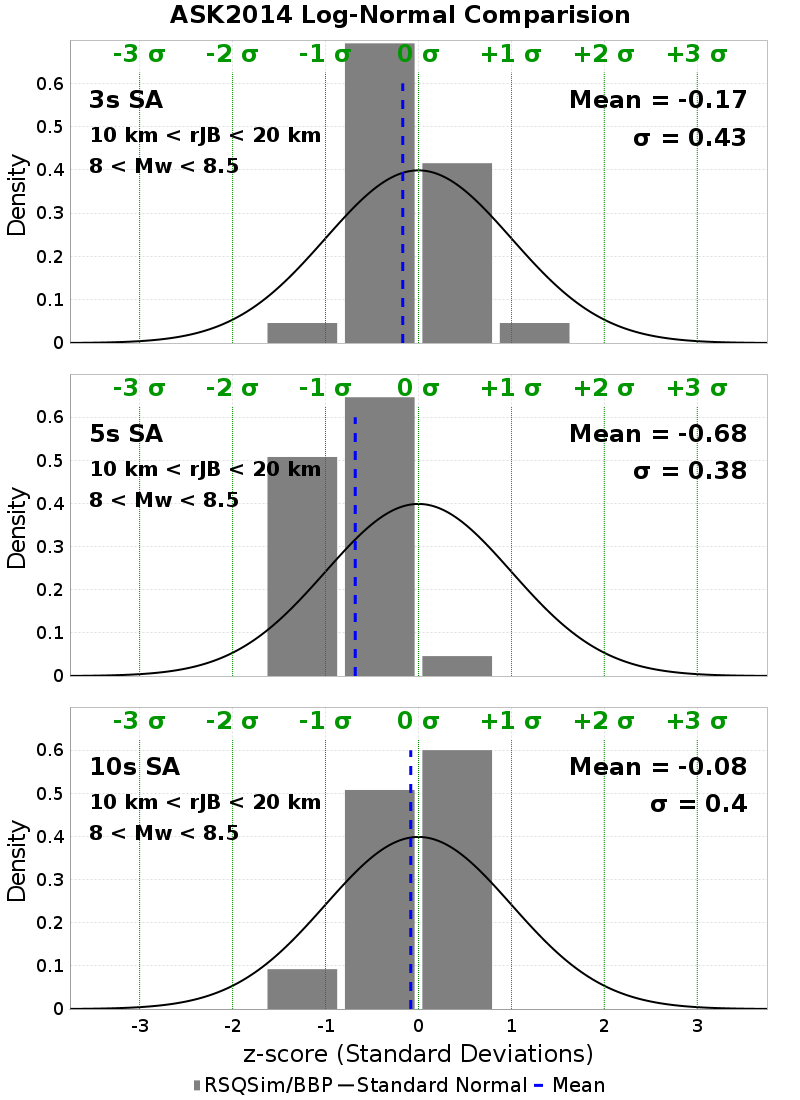 ASK2014 Log-Normal Comparision
-3 σ -2 σ -1 σ 0 σ +1 σ +2 σ +3 σ
3s SA
10 km < rJB < 20 km
8 < Mw < 8.5
Mean = -0.17
σ = 0.43
Density
0.6
0.5
0.4
0.3
0.2
0.1
0
-3 σ -2 σ -1 σ 0 σ +1 σ +2 σ +3 σ
5s SA
10 km < rJB < 20 km
8 < Mw < 8.5
Mean = -0.68
σ = 0.38
Density
0.6
0.5
0.4
0.3
0.2
0.1
0
-3 σ -2 σ -1 σ 0 σ +1 σ +2 σ +3 σ
10s SA
10 km < rJB < 20 km
8 < Mw < 8.5
Mean = -0.08
σ = 0.4
Density
0.6
0.5
0.4
0.3
0.2
0.1
0
-3 -2 -1 0 1 2 3
z-score (Standard Deviations)
RSQSim/BBP Standard Normal Mean